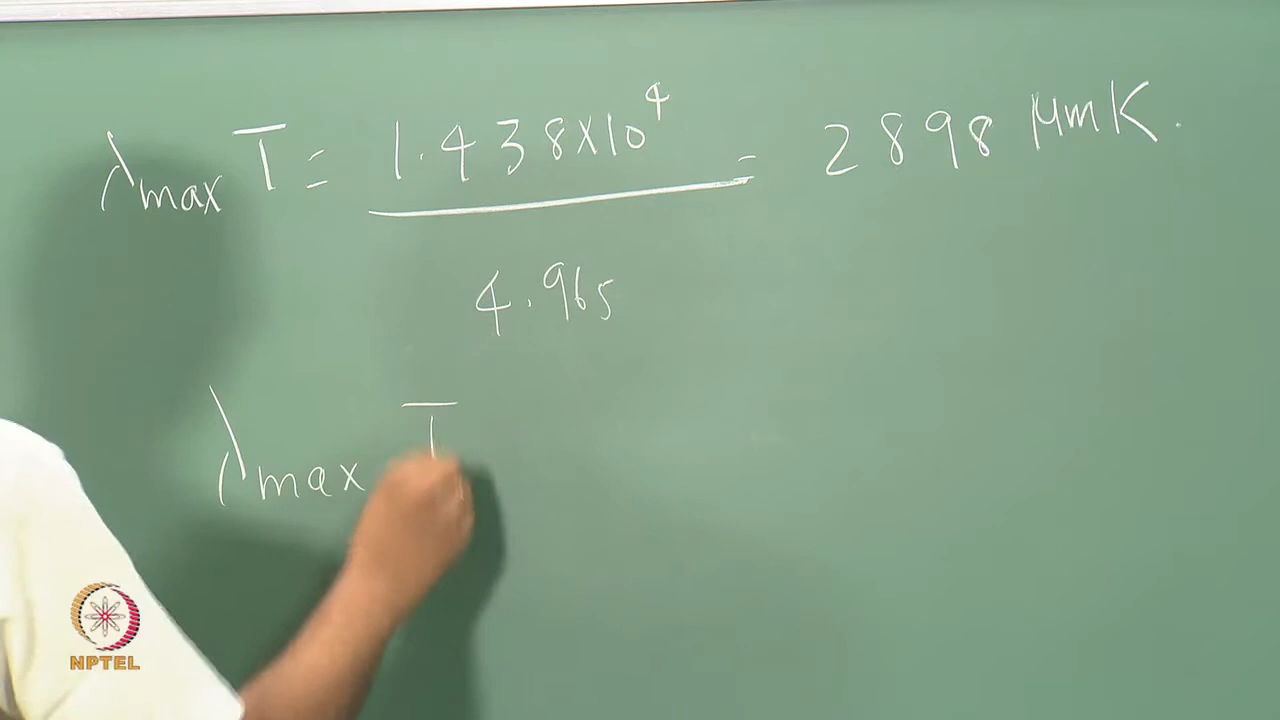 λmax T = 1.438×10⁴ = 2898 μmK.
4.965
λmax T
NPTEL